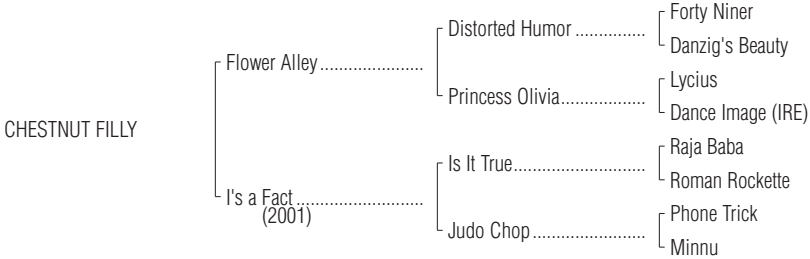 CHESTNUT FILLY
Flower Alley......................
I's a Fact...........................
(2001)
Distorted Humor ...............
Princess Olivia..................
Is It True............................
Judo Chop........................
Forty Niner
Danzig's Beauty
Lycius
Dance Image (IRE)
Raja Baba
Roman Rockette
Phone Trick
Minnu